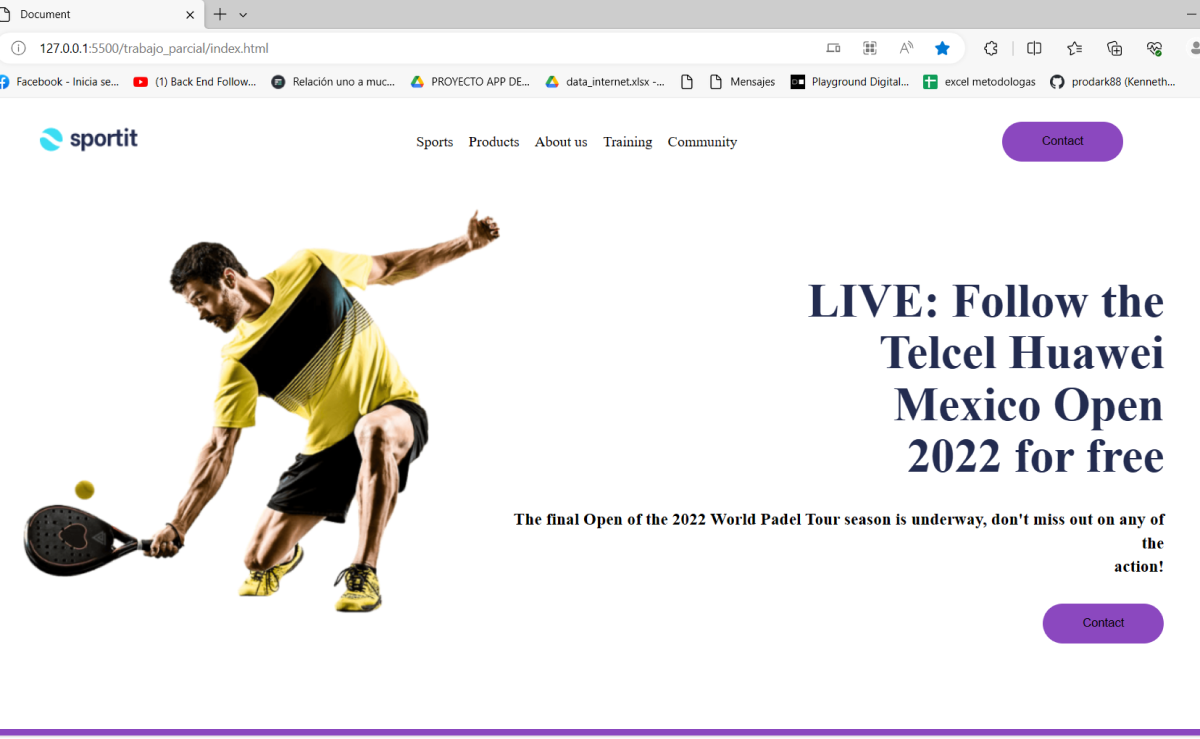 Document
127.0.0.1:5500/trabajo_parcial/index.html
Facebook - Inicia se... (1) Back End Follow... Relación uno a muc... PROYECTO APP DE... data_internet.xlsx -... Mensajes Playground Digital... excel metodologas prodark88 (Kenneth...
sportit Sports Products About us Training Community Contact
LIVE: Follow the
Telcel Huawei
Mexico Open
2022 for free
The final Open of the 2022 World Padel Tour season is underway, don't miss out on any of
the
action!
Contact